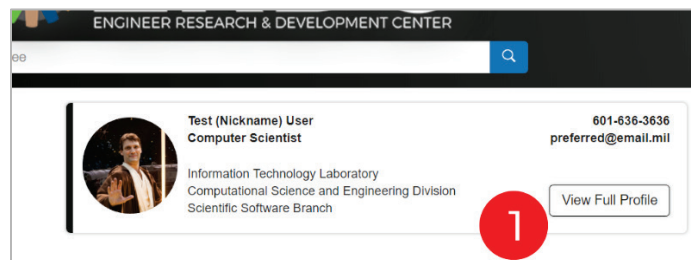 ENGINEER RESEARCH & DEVELOPMENT CENTER
ee
Test (Nickname) User
Computer Scientist
601-636-3636
preferred@email.mil
Information Technology Laboratory
Computational Science and Engineering Division
Scientific Software Branch
1
View Full Profile